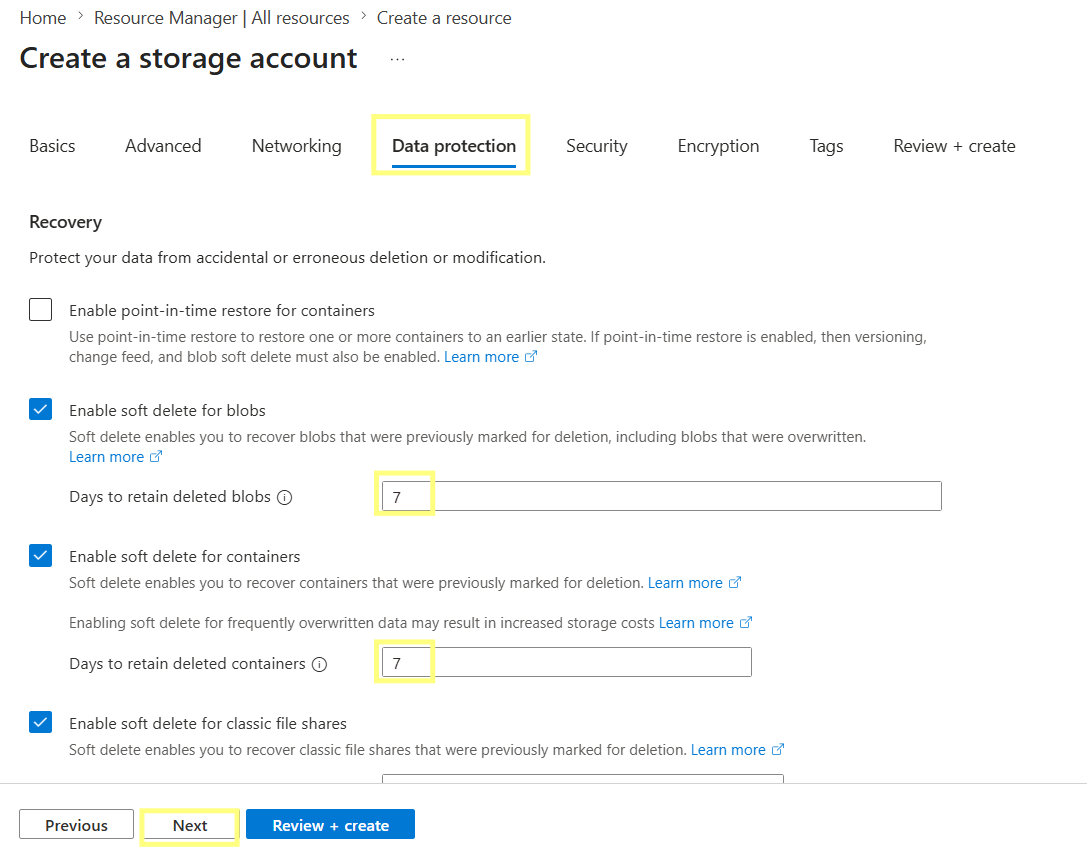 Home > Resource Manager | All resources > Create a resource
Create a storage account ...
Basics Advanced Networking Data protection Security Encryption Tags Review + create
Recovery
Protect your data from accidental or erroneous deletion or modification.
Enable point-in-time restore for containers
Use point-in-time restore to restore one or more containers to an earlier state. If point-in-time restore is enabled, then versioning,
change feed, and blob soft delete must also be enabled. Learn more
Enable soft delete for blobs
Soft delete enables you to recover blobs that were previously marked for deletion, including blobs that were overwritten.
Learn more
Days to retain deleted blobs 7
Enable soft delete for containers
Soft delete enables you to recover containers that were previously marked for deletion. Learn more
Enabling soft delete for frequently overwritten data may result in increased storage costs Learn more
Days to retain deleted containers 7
Enable soft delete for classic file shares
Soft delete enables you to recover classic file shares that were previously marked for deletion. Learn more
Previous Next Review + create